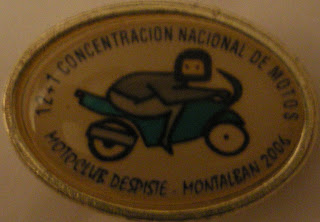 12+1 CONCENTRACION NACIONAL DE MOTOS
MOTOCLUB DESPISTE - MONTALBAN 2006